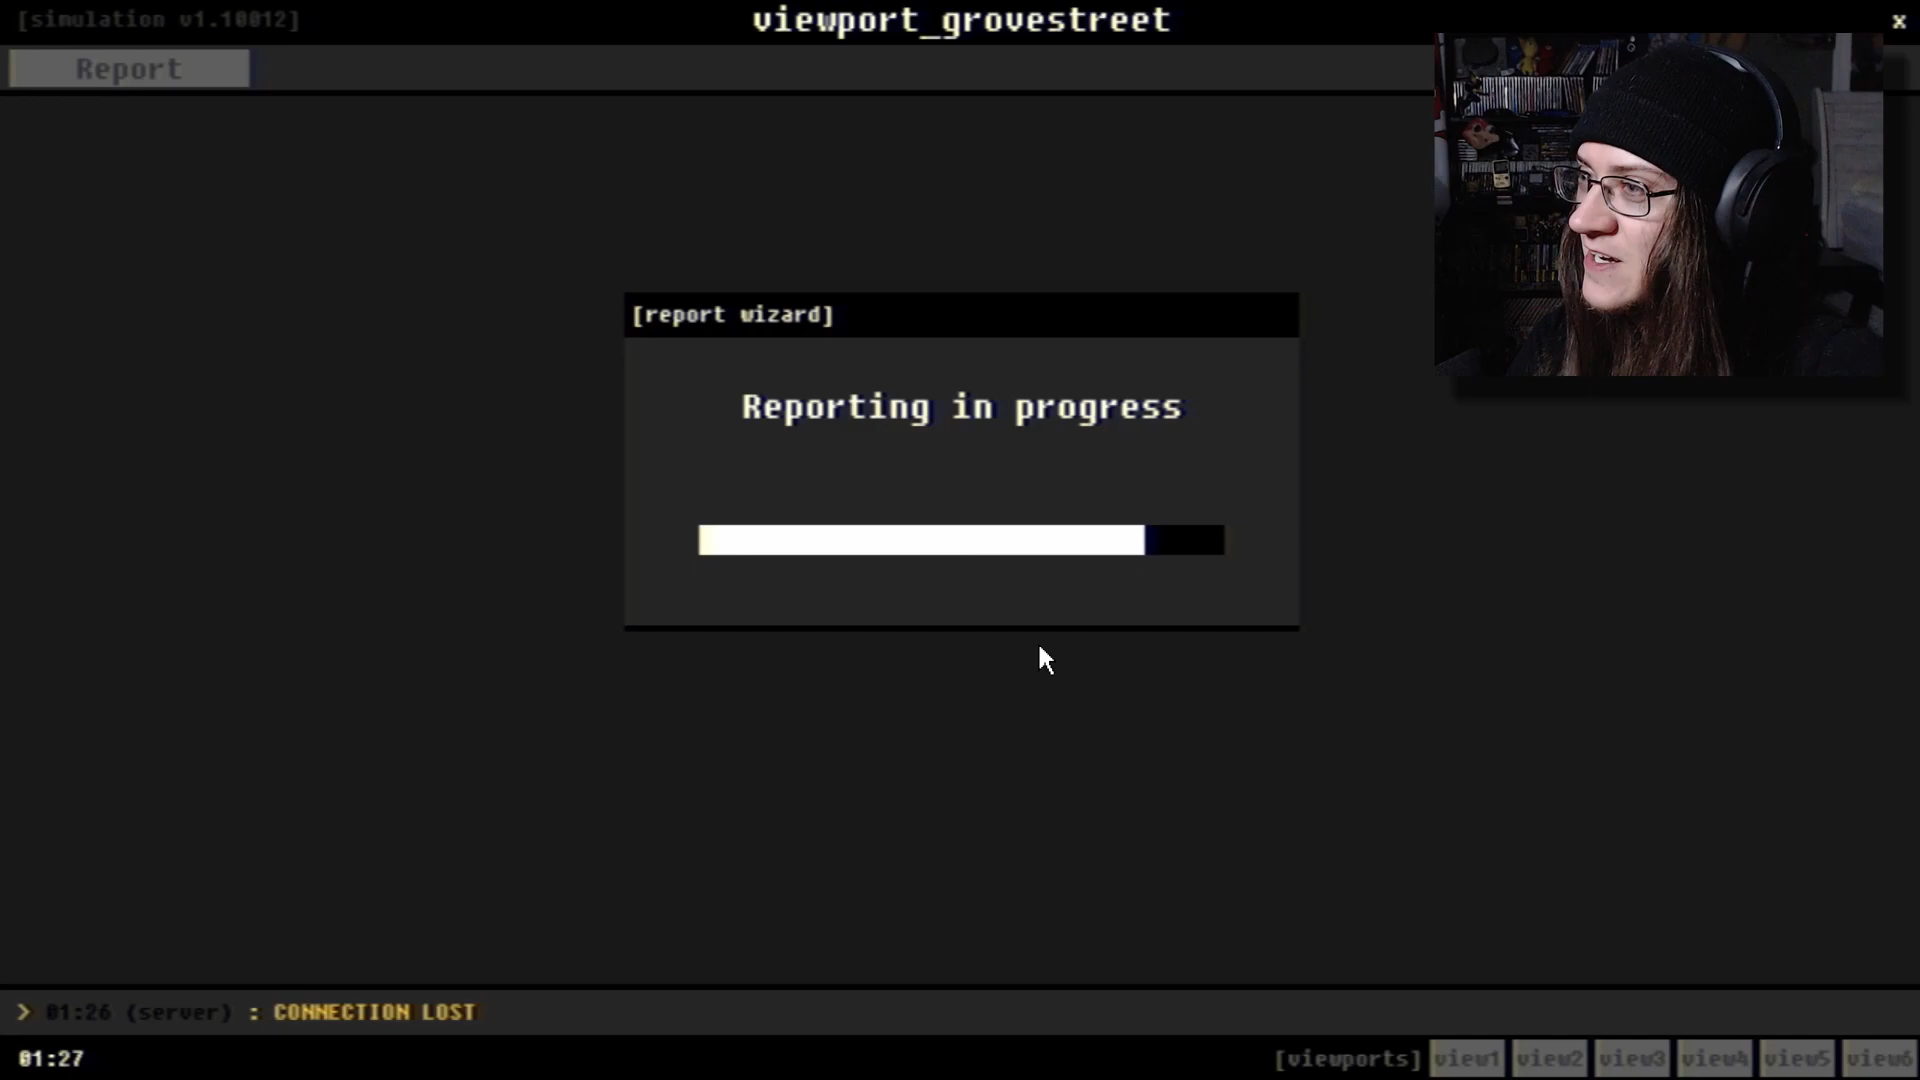 [simulation v1.10012]
viewport_grovestreet
x
Report
[report wizard]
Reporting in progress
> 01:26 (server) : CONNECTION LOST
01:27
[viewports] view1 view2 view3 view4 view5 view6